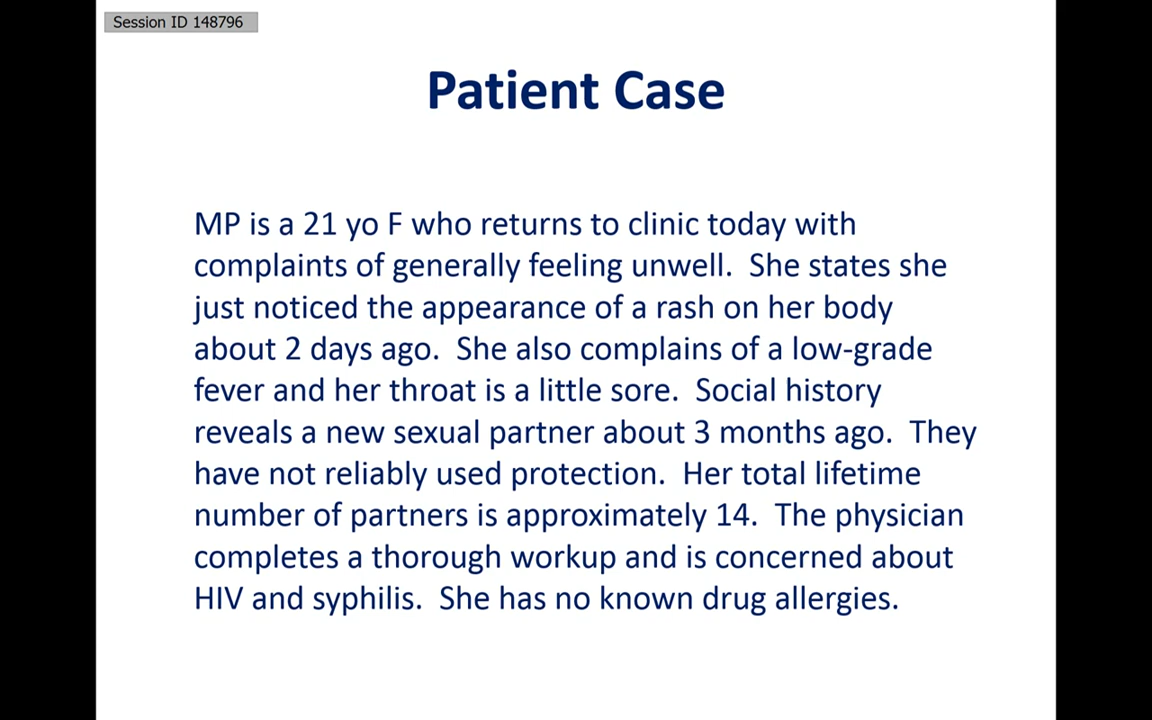 Session ID 148796
Patient Case
MP is a 21 yo F who returns to clinic today with
complaints of generally feeling unwell.  She states she
just noticed the appearance of a rash on her body
about 2 days ago.  She also complains of a low-grade
fever and her throat is a little sore.  Social history
reveals a new sexual partner about 3 months ago.  They
have not reliably used protection.  Her total lifetime
number of partners is approximately 14.  The physician
completes a thorough workup and is concerned about
HIV and syphilis.  She has no known drug allergies.